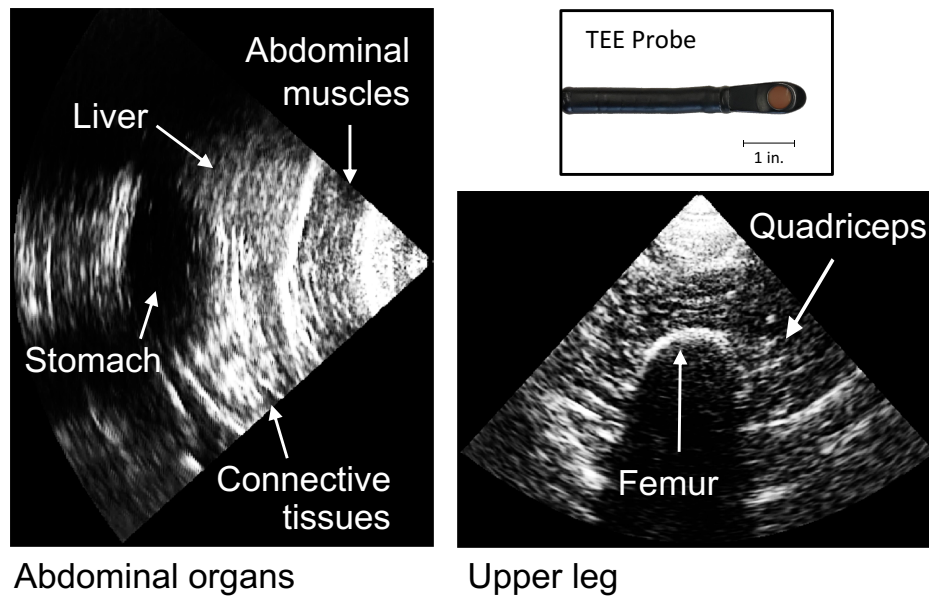 Abdominal
muscles
Liver
Stomach
Connective
tissues
Abdominal organs
TEE Probe
1 in.
Quadriceps
Femur
Upper leg